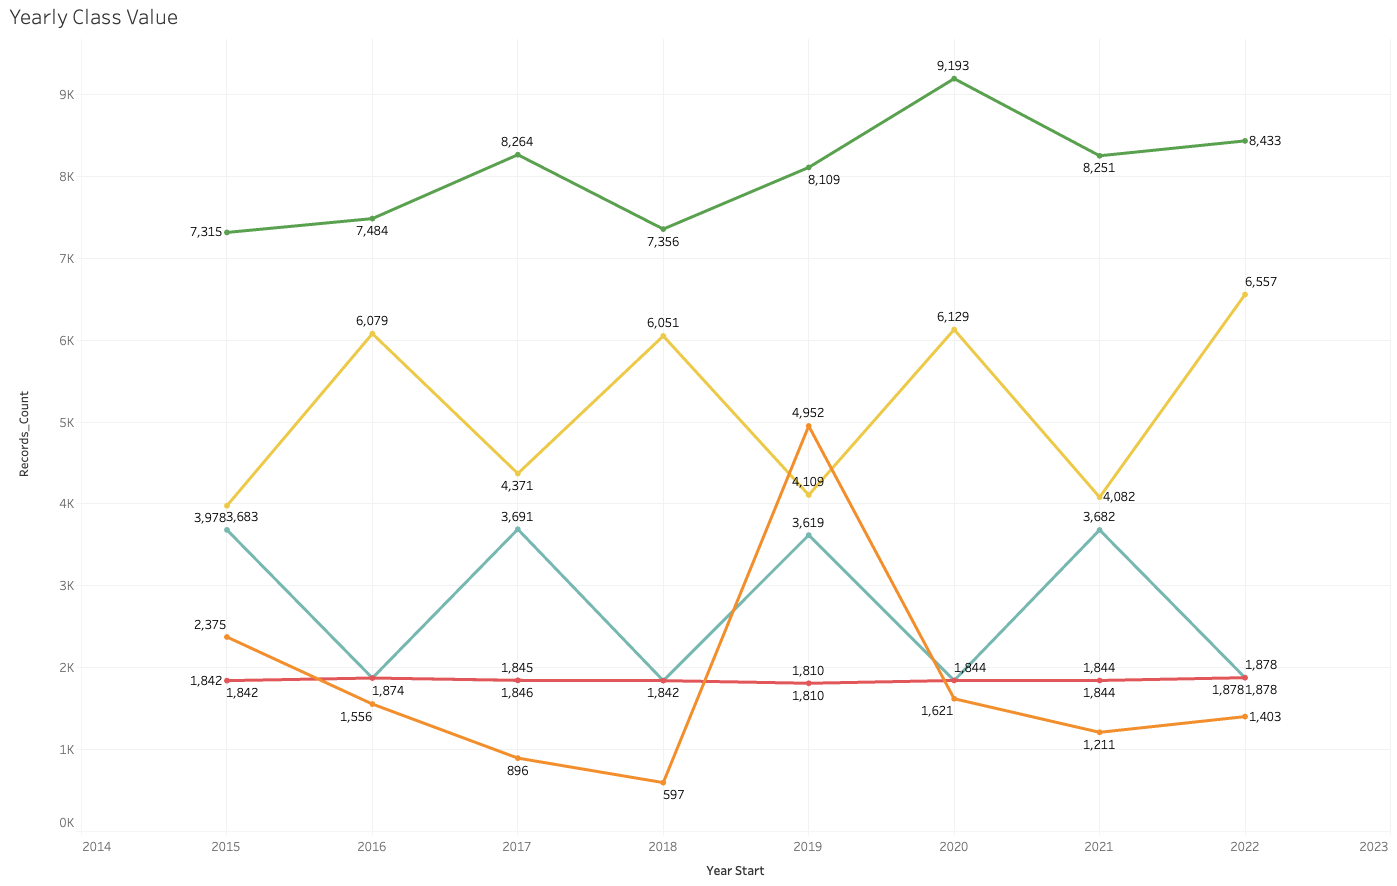 Yearly Class Value
9,193
9K
8,264
8,433
8,251
8K
8,109
7,315
7,484
7,356
7K
6,557
6,079
6,051
6,129
6K
5K
4,952
4,371
4,109
4,082
4K
3,978 3,683
3,691
3,619
3,682
3K
2,375
2K
1,845
1,810
1,844
1,844
1,878
1,842
1,842
1,874
1,846
1,842
1,810
1,844
1,878 1,878
1,556
1,621
1,403
1,211
1K
896
597
0K
Records_Count
2014 2015 2016 2017 2018 2019 2020 2021 2022 2023
Year Start